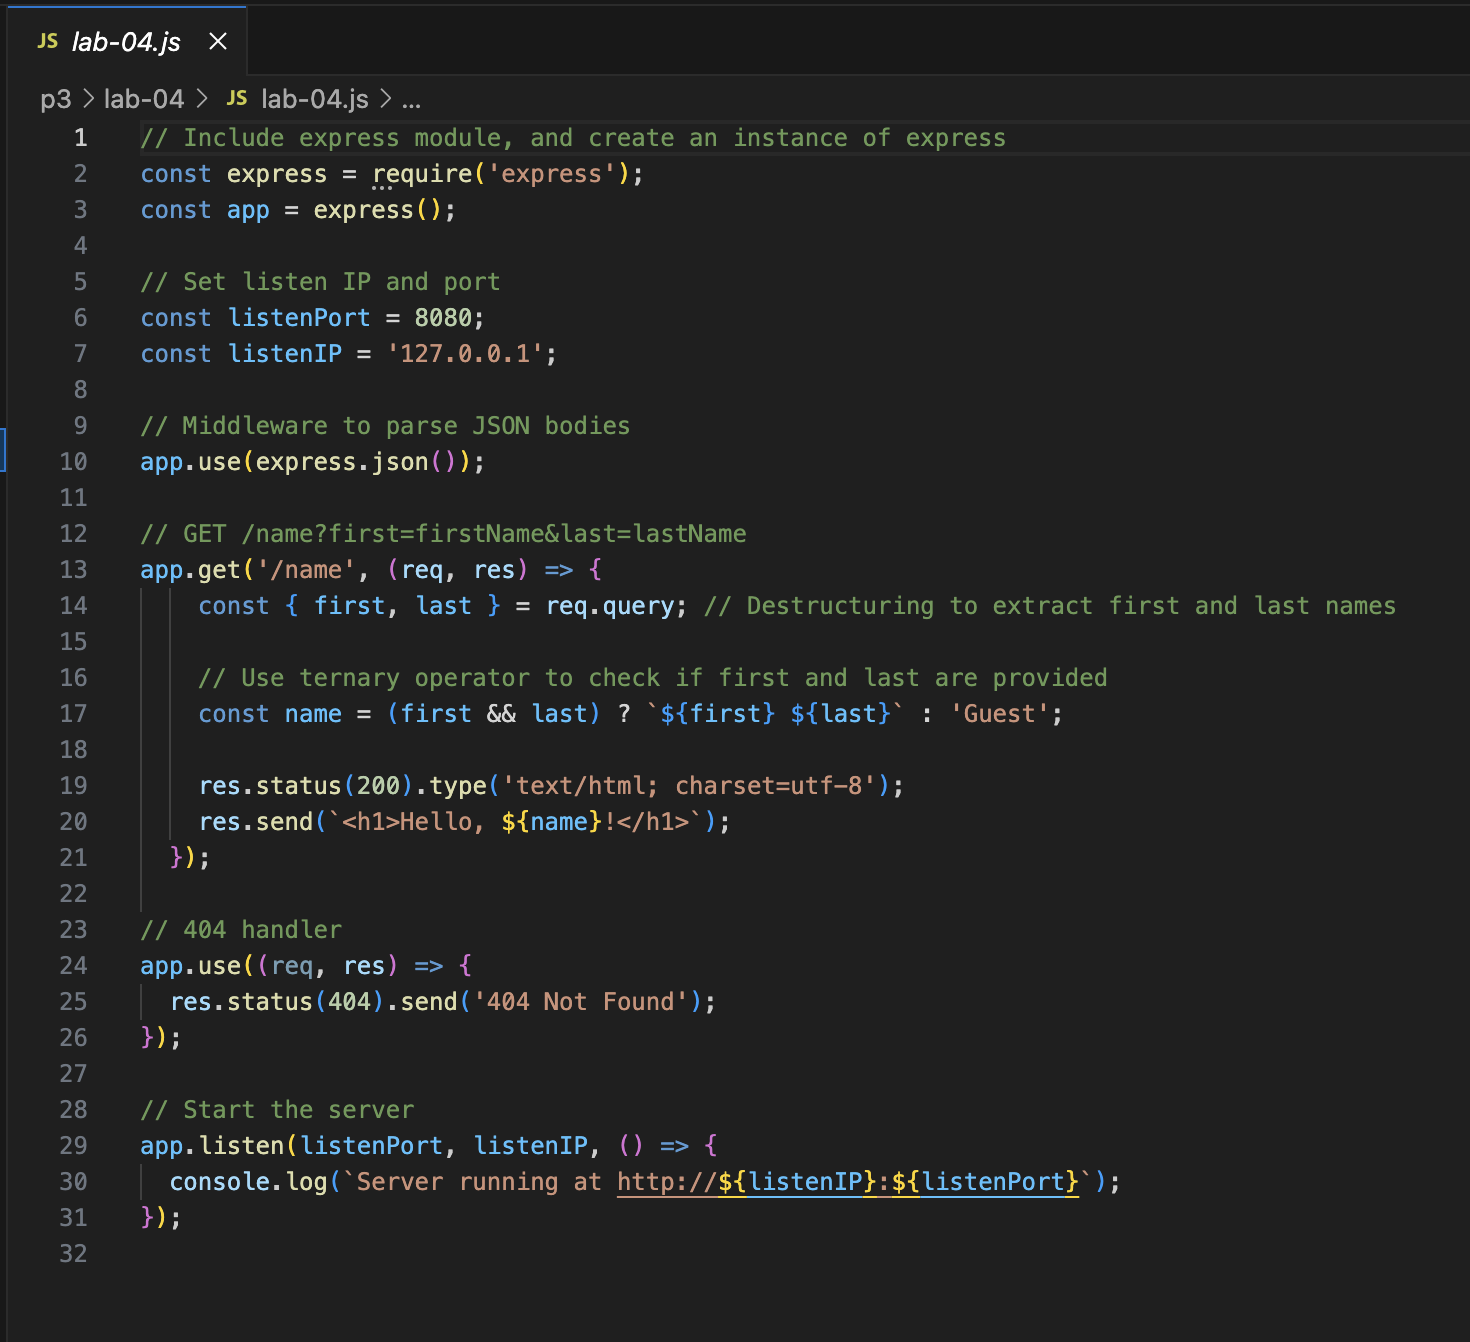 JS lab-04.js ×
p3 > lab-04 > JS lab-04.js > ...
1 // Include express module, and create an instance of express
2 const express = require('express');
3 const app = express();
4
5 // Set listen IP and port
6 const listenPort = 8080;
7 const listenIP = '127.0.0.1';
8
9 // Middleware to parse JSON bodies
10 app.use(express.json());
11
12 // GET /name?first=firstName&last=lastName
13 app.get('/name', (req, res) => {
14     const { first, last } = req.query; // Destructuring to extract first and last names
15
16     // Use ternary operator to check if first and last are provided
17     const name = (first && last) ? `${first} ${last}` : 'Guest';
18
19     res.status(200).type('text/html; charset=utf-8');
20     res.send(`<h1>Hello, ${name}!</h1>`);
21   });
22
23 // 404 handler
24 app.use((req, res) => {
25   res.status(404).send('404 Not Found');
26 });
27
28 // Start the server
29 app.listen(listenPort, listenIP, () => {
30   console.log(`Server running at http://${listenIP}:${listenPort}`);
31 });
32